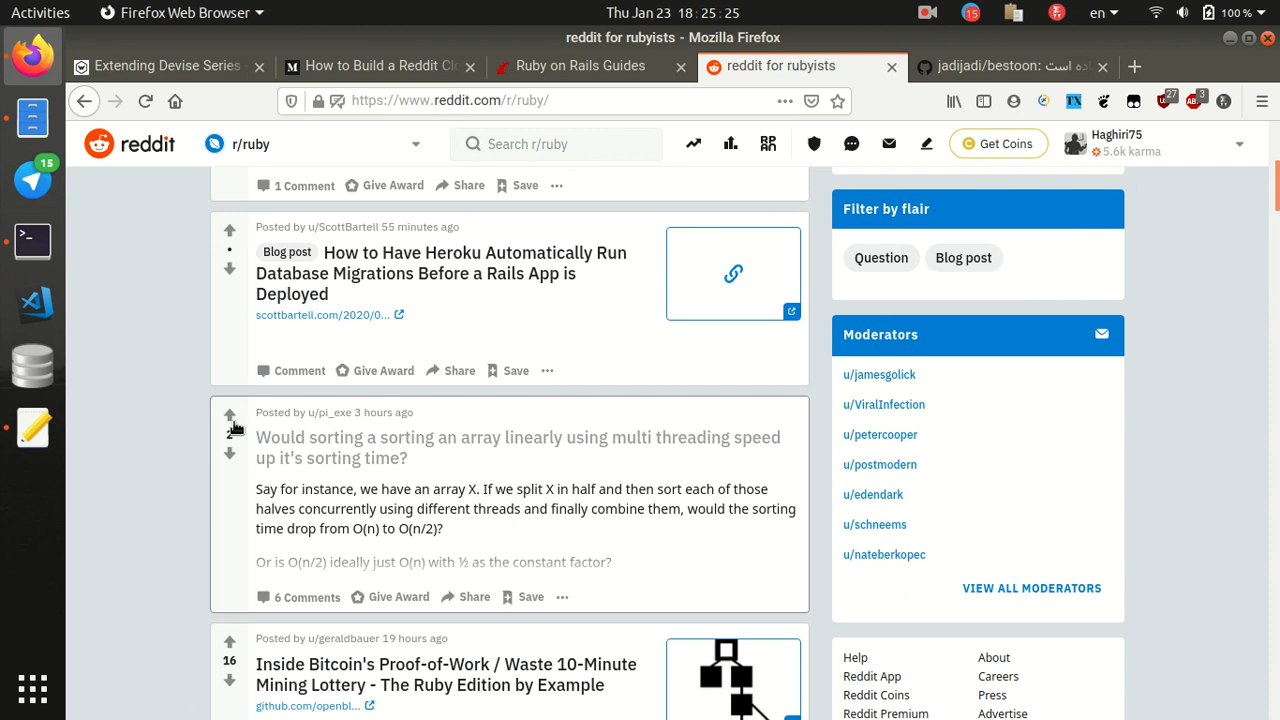 Activities
Firefox Web Browser
Thu Jan 23 18:25:25
15
en
100 %
reddit for rubyists - Mozilla Firefox
Extending Devise Series
How to Build a Reddit Cl
Ruby on Rails Guides
reddit for rubyists
jadijadi/bestoon: اده است
https://www.reddit.com/r/ruby/
27
3
reddit
r/ruby
Search r/ruby
Get Coins
Haghiri75
5.6k karma
1 Comment
Give Award
Share
Save
Posted by u/ScottBartell 55 minutes ago
Blog post
How to Have Heroku Automatically Run
Database Migrations Before a Rails App is
Deployed
scottbartell.com/2020/0...
Comment
Give Award
Share
Save
Posted by u/pi_exe 3 hours ago
Would sorting a sorting an array linearly using multi threading speed
up it's sorting time?
Say for instance, we have an array X. If we split X in half and then sort each of those
halves concurrently using different threads and finally combine them, would the sorting
time drop from O(n) to O(n/2)?
Or is O(n/2) ideally just O(n) with ½ as the constant factor?
6 Comments
Give Award
Share
Save
Posted by u/geraldbauer 19 hours ago
16
Inside Bitcoin's Proof-of-Work / Waste 10-Minute
Mining Lottery - The Ruby Edition by Example
github.com/openbl...
Filter by flair
Question
Blog post
Moderators
u/jamesgolick
u/ViralInfection
u/petercooper
u/postmodern
u/edendark
u/schneems
u/nateberkopec
VIEW ALL MODERATORS
Help
About
Reddit App
Careers
Reddit Coins
Press
Reddit Premium
Advertise
15